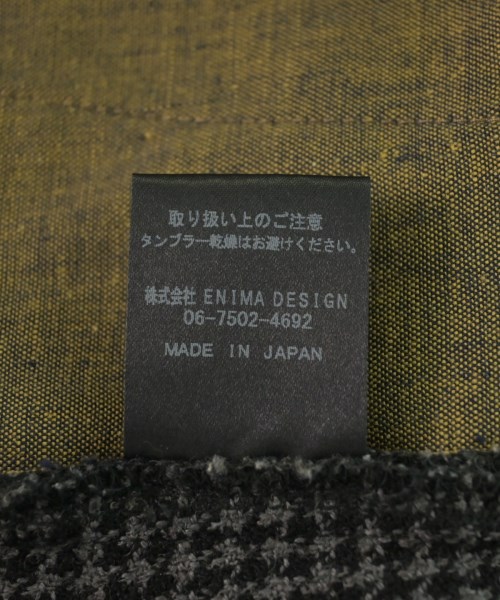 取り扱い上のご注意
タンブラー乾燥はお避けください。
株式会社 ENIMA DESIGN
06-7502-4692
MADE IN JAPAN